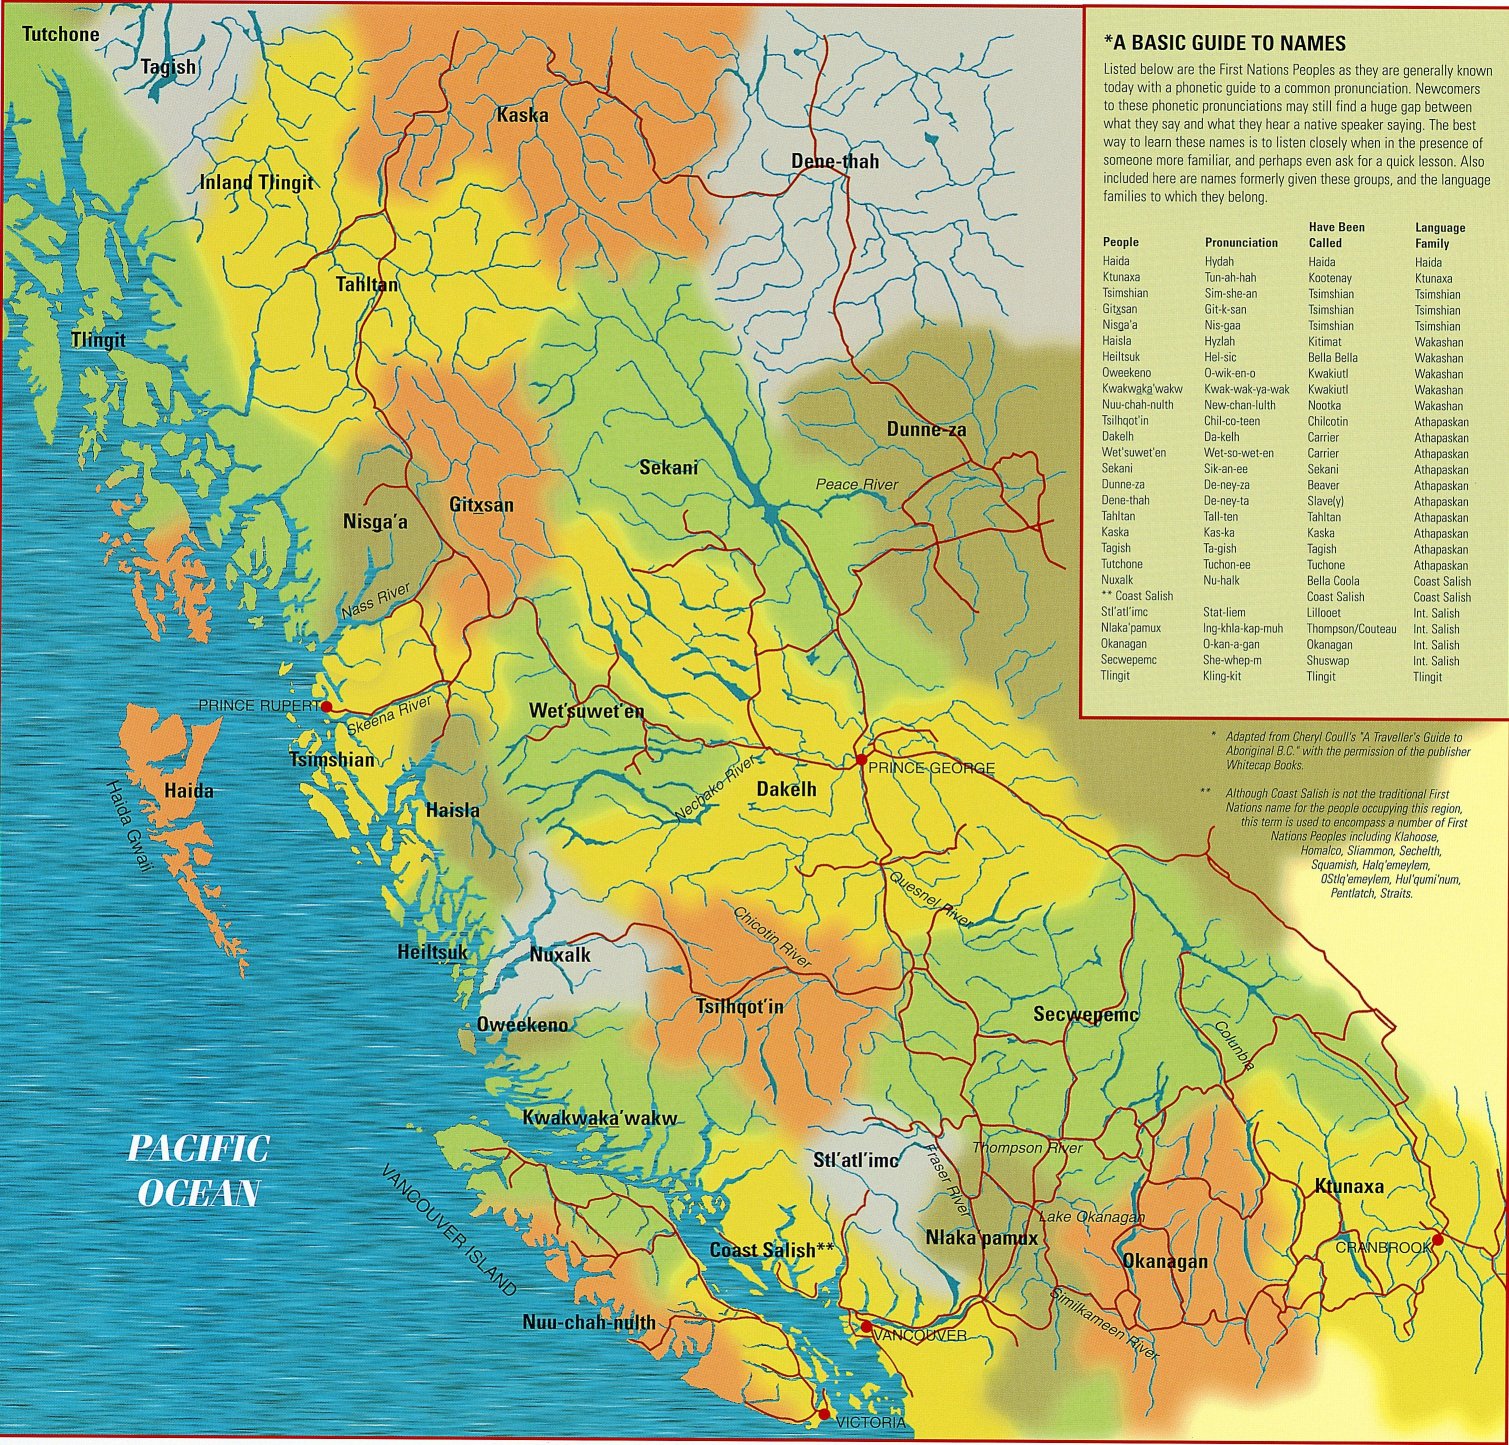 Tutchone
Tagish
Kaska
Dene-thah
Inland Tlingit
Tahltan
Tlingit
Dunne-za
Sekani
Peace River
Gitxsan
Nisga'a
Nass River
PRINCE RUPERT
Skeena River
Wet'suwet'en
Tsimshian
Haida
Haida Gwaii
Haisla
Nechako River
Dakelh
PRINCE GEORGE
Quesnel River
Chicotin River
Heiltsuk
Nuxalk
Tsilhqot'in
Oweekeno
Secwepemc
Columbia
Kwakwaka'wakw
PACIFIC
OCEAN
VANCOUVER ISLAND
Stl'atl'imc
Fraser River
Thompson River
Ktunaxa
Lake Okanagan
Nlaka'pamux
Coast Salish**
Okanagan
CRANBROOK
Similkameen River
Nuu-chah-nulth
VANCOUVER
VICTORIA
*A BASIC GUIDE TO NAMES
Listed below are the First Nations Peoples as they are generally known
today with a phonetic guide to a common pronunciation. Newcomers
to these phonetic pronunciations may still find a huge gap between
what they say and what they hear a native speaker saying. The best
way to learn these names is to listen closely when in the presence of
someone more familiar, and perhaps even ask for a quick lesson. Also
included here are names formerly given these groups, and the language
families to which they belong.
Have Been Language
People Pronunciation Called Family
Haida Hydah Haida Haida
Ktunaxa Tun-ah-hah Kootenay Ktunaxa
Tsimshian Sim-she-an Tsimshian Tsimshian
Gitxsan Git-k-san Tsimshian Tsimshian
Nisga'a Nis-gaa Tsimshian Tsimshian
Haisla Hyzlah Kitimat Wakashan
Heiltsuk Hel-sic Bella Bella Wakashan
Oweekeno O-wik-en-o Kwakiutl Wakashan
Kwakwaka'wakw Kwak-wak-ya-wak Kwakiutl Wakashan
Nuu-chah-nulth New-chan-lulth Nootka Wakashan
Tsilhqot'in Chil-co-teen Chilcotin Athapaskan
Dakelh Da-kelh Carrier Athapaskan
Wet'suwet'en Wet-so-wet-en Carrier Athapaskan
Sekani Sik-an-ee Sekani Athapaskan
Dunne-za De-ney-za Beaver Athapaskan
Dene-thah De-ney-ta Slave(y) Athapaskan
Tahltan Tall-ten Tahltan Athapaskan
Kaska Kas-ka Kaska Athapaskan
Tagish Ta-gish Tagish Athapaskan
Tutchone Tuchon-ee Tuchone Athapaskan
Nuxalk Nu-halk Bella Coola Coast Salish
** Coast Salish Coast Salish Coast Salish
Stl'atl'imc Stat-liem Lillooet Int. Salish
Nlaka'pamux Ing-khla-kap-muh Thompson/Couteau Int. Salish
Okanagan O-kan-a-gan Okanagan Int. Salish
Secwepemc She-whep-m Shuswap Int. Salish
Tlingit Kling-kit Tlingit Tlingit
* Adapted from Cheryl Coull's "A Traveller's Guide to
Aboriginal B.C." with the permission of the publisher
Whitecap Books.
** Although Coast Salish is not the traditional First
Nations name for the people occupying this region,
this term is used to encompass a number of First
Nations Peoples including Klahoose,
Homalco, Sliammon, Sechelth,
Squamish, Halq'emeylem,
OStlq'emeylem, Hul'qumi'num,
Pentlatch, Straits.